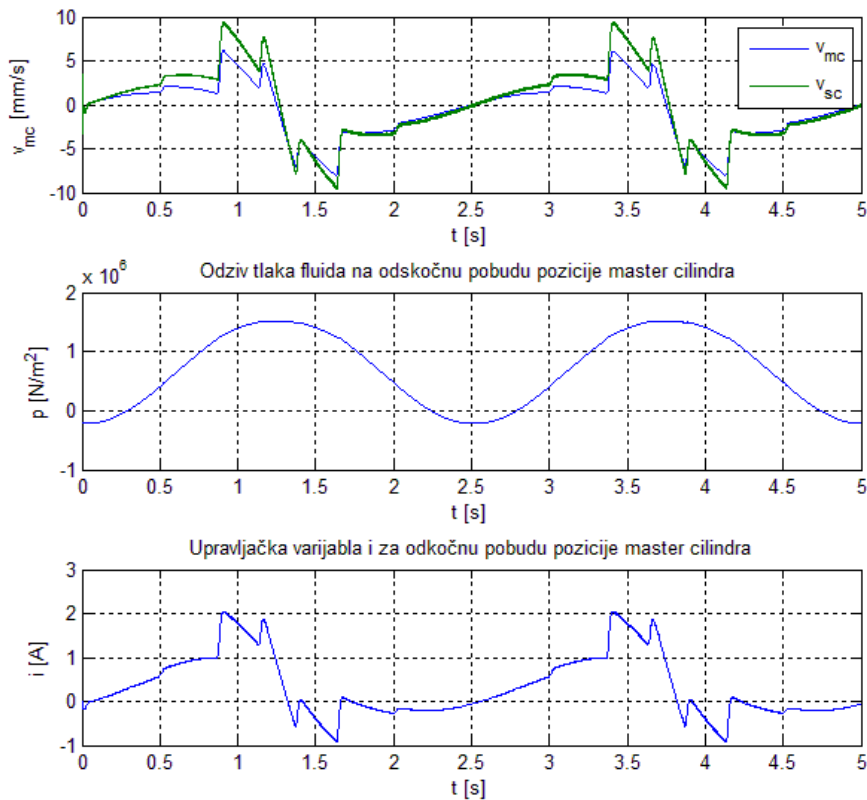 10
5
0
-5
-10
v_mc [mm/s]
v_mc
v_sc
0 0.5 1 1.5 2 2.5 3 3.5 4 4.5 5
t [s]
Odziv tlaka fluida na odskočnu pobudu pozicije master cilindra
x 10^6
2
1
0
-1
p [N/m²]
0 0.5 1 1.5 2 2.5 3 3.5 4 4.5 5
t [s]
Upravljačka varijabla i za odkočnu pobudu pozicije master cilindra
3
2
1
0
-1
i [A]
0 0.5 1 1.5 2 2.5 3 3.5 4 4.5 5
t [s]